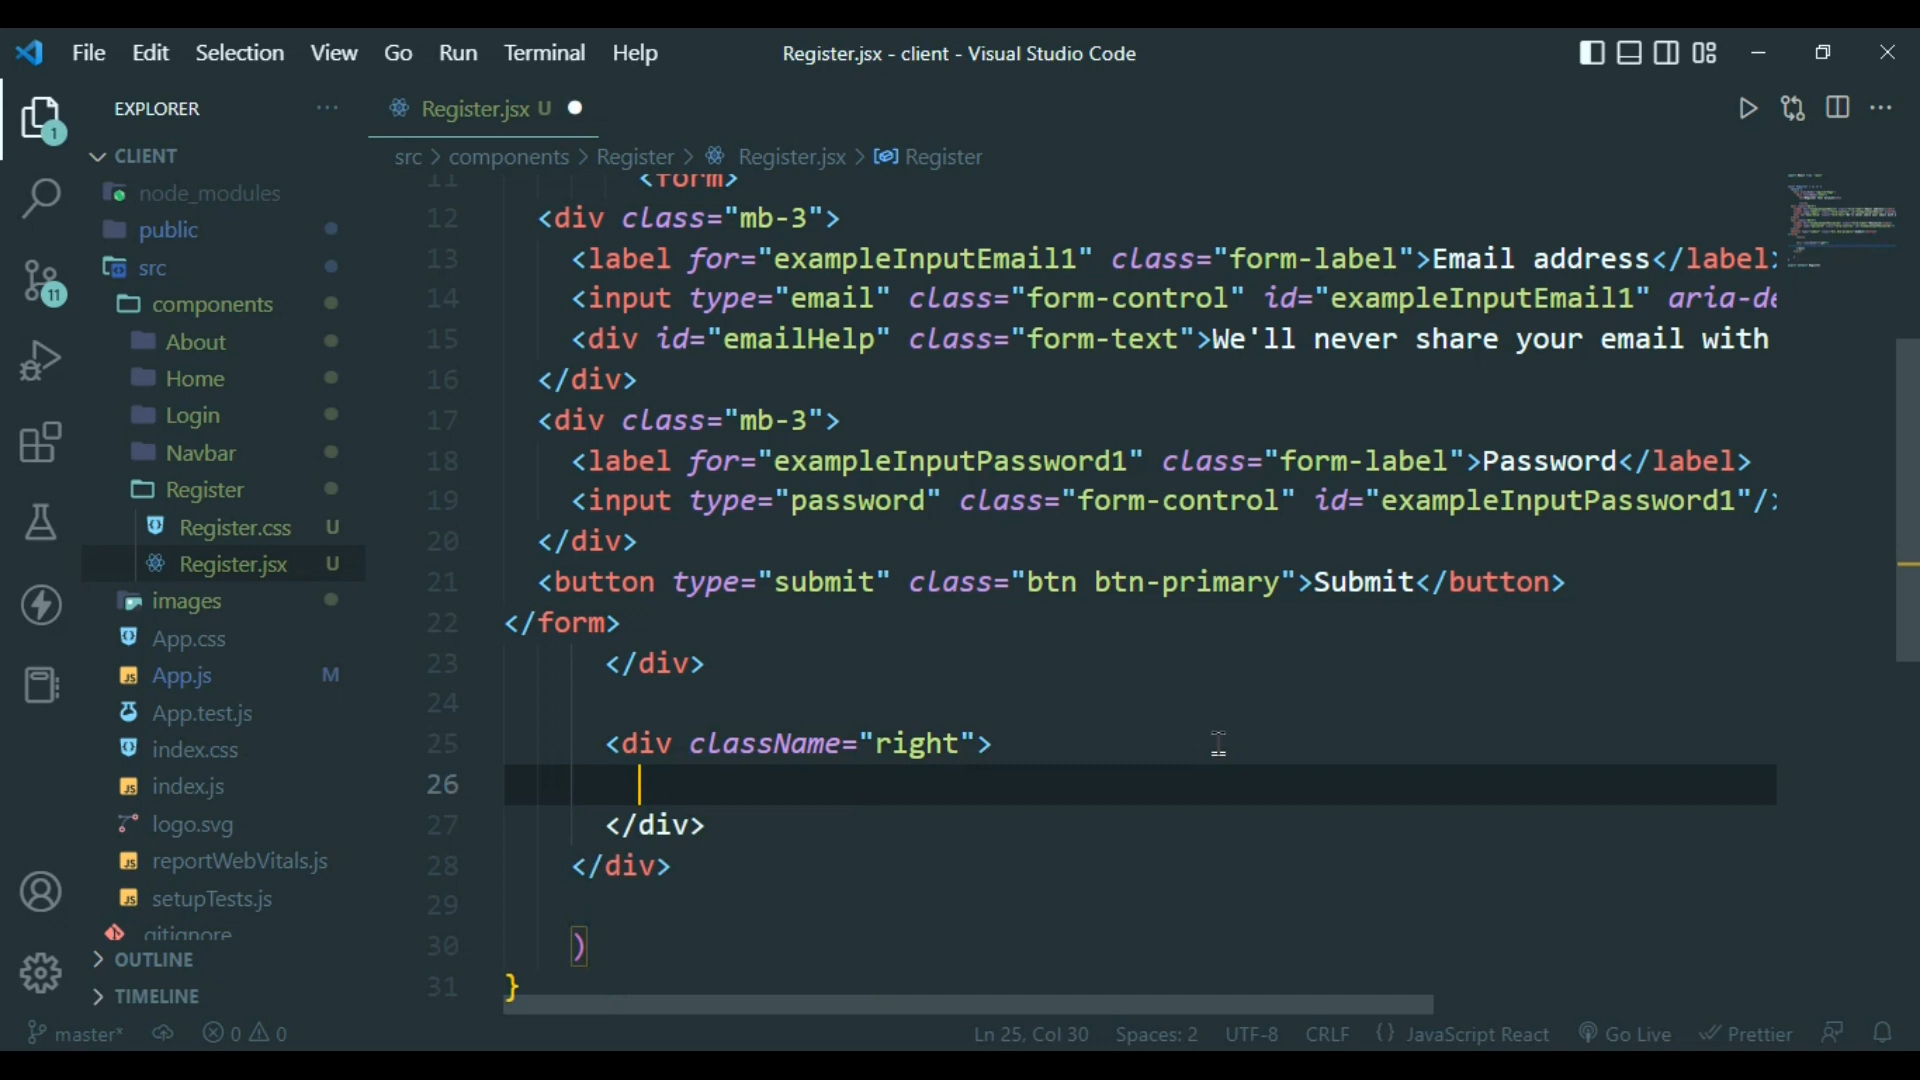 File Edit Selection View Go Run Terminal Help
Register.jsx - client - Visual Studio Code
EXPLORER ···
Register.jsx U
src > components > Register > Register.jsx > Register
CLIENT
node_modules
public
src
components
About
Home
Login
Navbar
Register
Register.css U
Register.jsx U
images
App.css
App.js M
App.test.js
index.css
index.js
logo.svg
reportWebVitals.js
setupTests.js
.gitignore
OUTLINE
TIMELINE
1
11
11 <form>
12 <div class="mb-3">
13 <label for="exampleInputEmail1" class="form-label">Email address</label>
14 <input type="email" class="form-control" id="exampleInputEmail1" aria-de
15 <div id="emailHelp" class="form-text">We'll never share your email with
16 </div>
17 <div class="mb-3">
18 <label for="exampleInputPassword1" class="form-label">Password</label>
19 <input type="password" class="form-control" id="exampleInputPassword1"/>
20 </div>
21 <button type="submit" class="btn btn-primary">Submit</button>
22 </form>
23 </div>
24
25 <div className="right">
26
27 </div>
28 </div>
29
30 )
31 }
master* 0 0 Ln 25, Col 30 Spaces: 2 UTF-8 CRLF {} JavaScript React Go Live Prettier